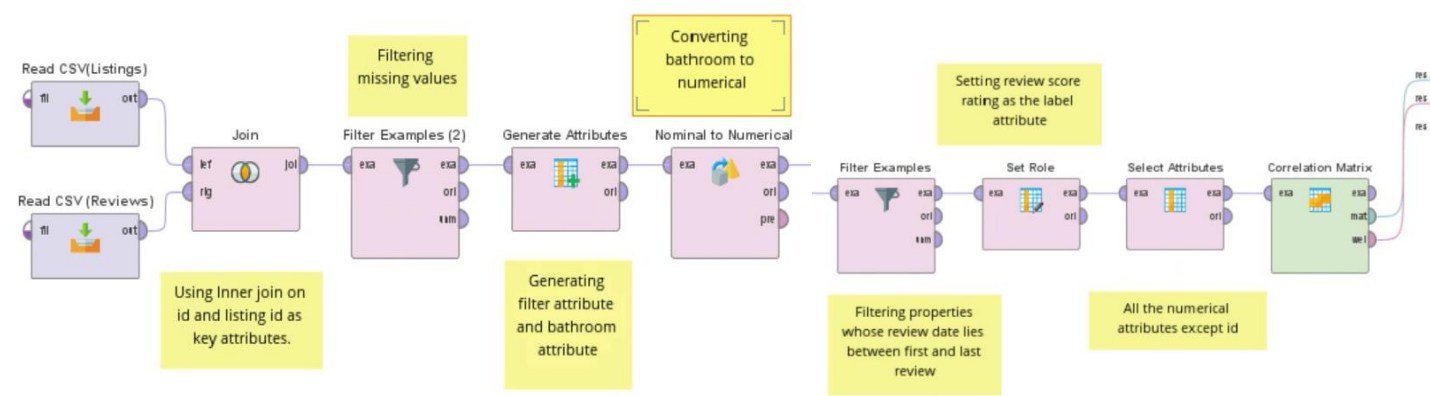 Read CSV(Listings)
fil
out
Read CSV (Reviews)
fil
out
Join
lef
rig
joi
Using Inner join on
id and listing id as
key attributes.
Filtering
missing values
Filter Examples (2)
exa
exa
ori
unm
Generate Attributes
exa
exa
ori
Generating
filter attribute
and bathroom
attribute
Converting
bathroom to
numerical
Nominal to Numerical
exa
exa
ori
pre
Filter Examples
exa
exa
ori
unm
Filtering properties
whose review date lies
between first and last
review
Setting review score
rating as the label
attribute
Set Role
exa
exa
ori
Select Attributes
exa
exa
ori
All the numerical
attributes except id
Correlation Matrix
exa
exa
mat
wei
res
res
res